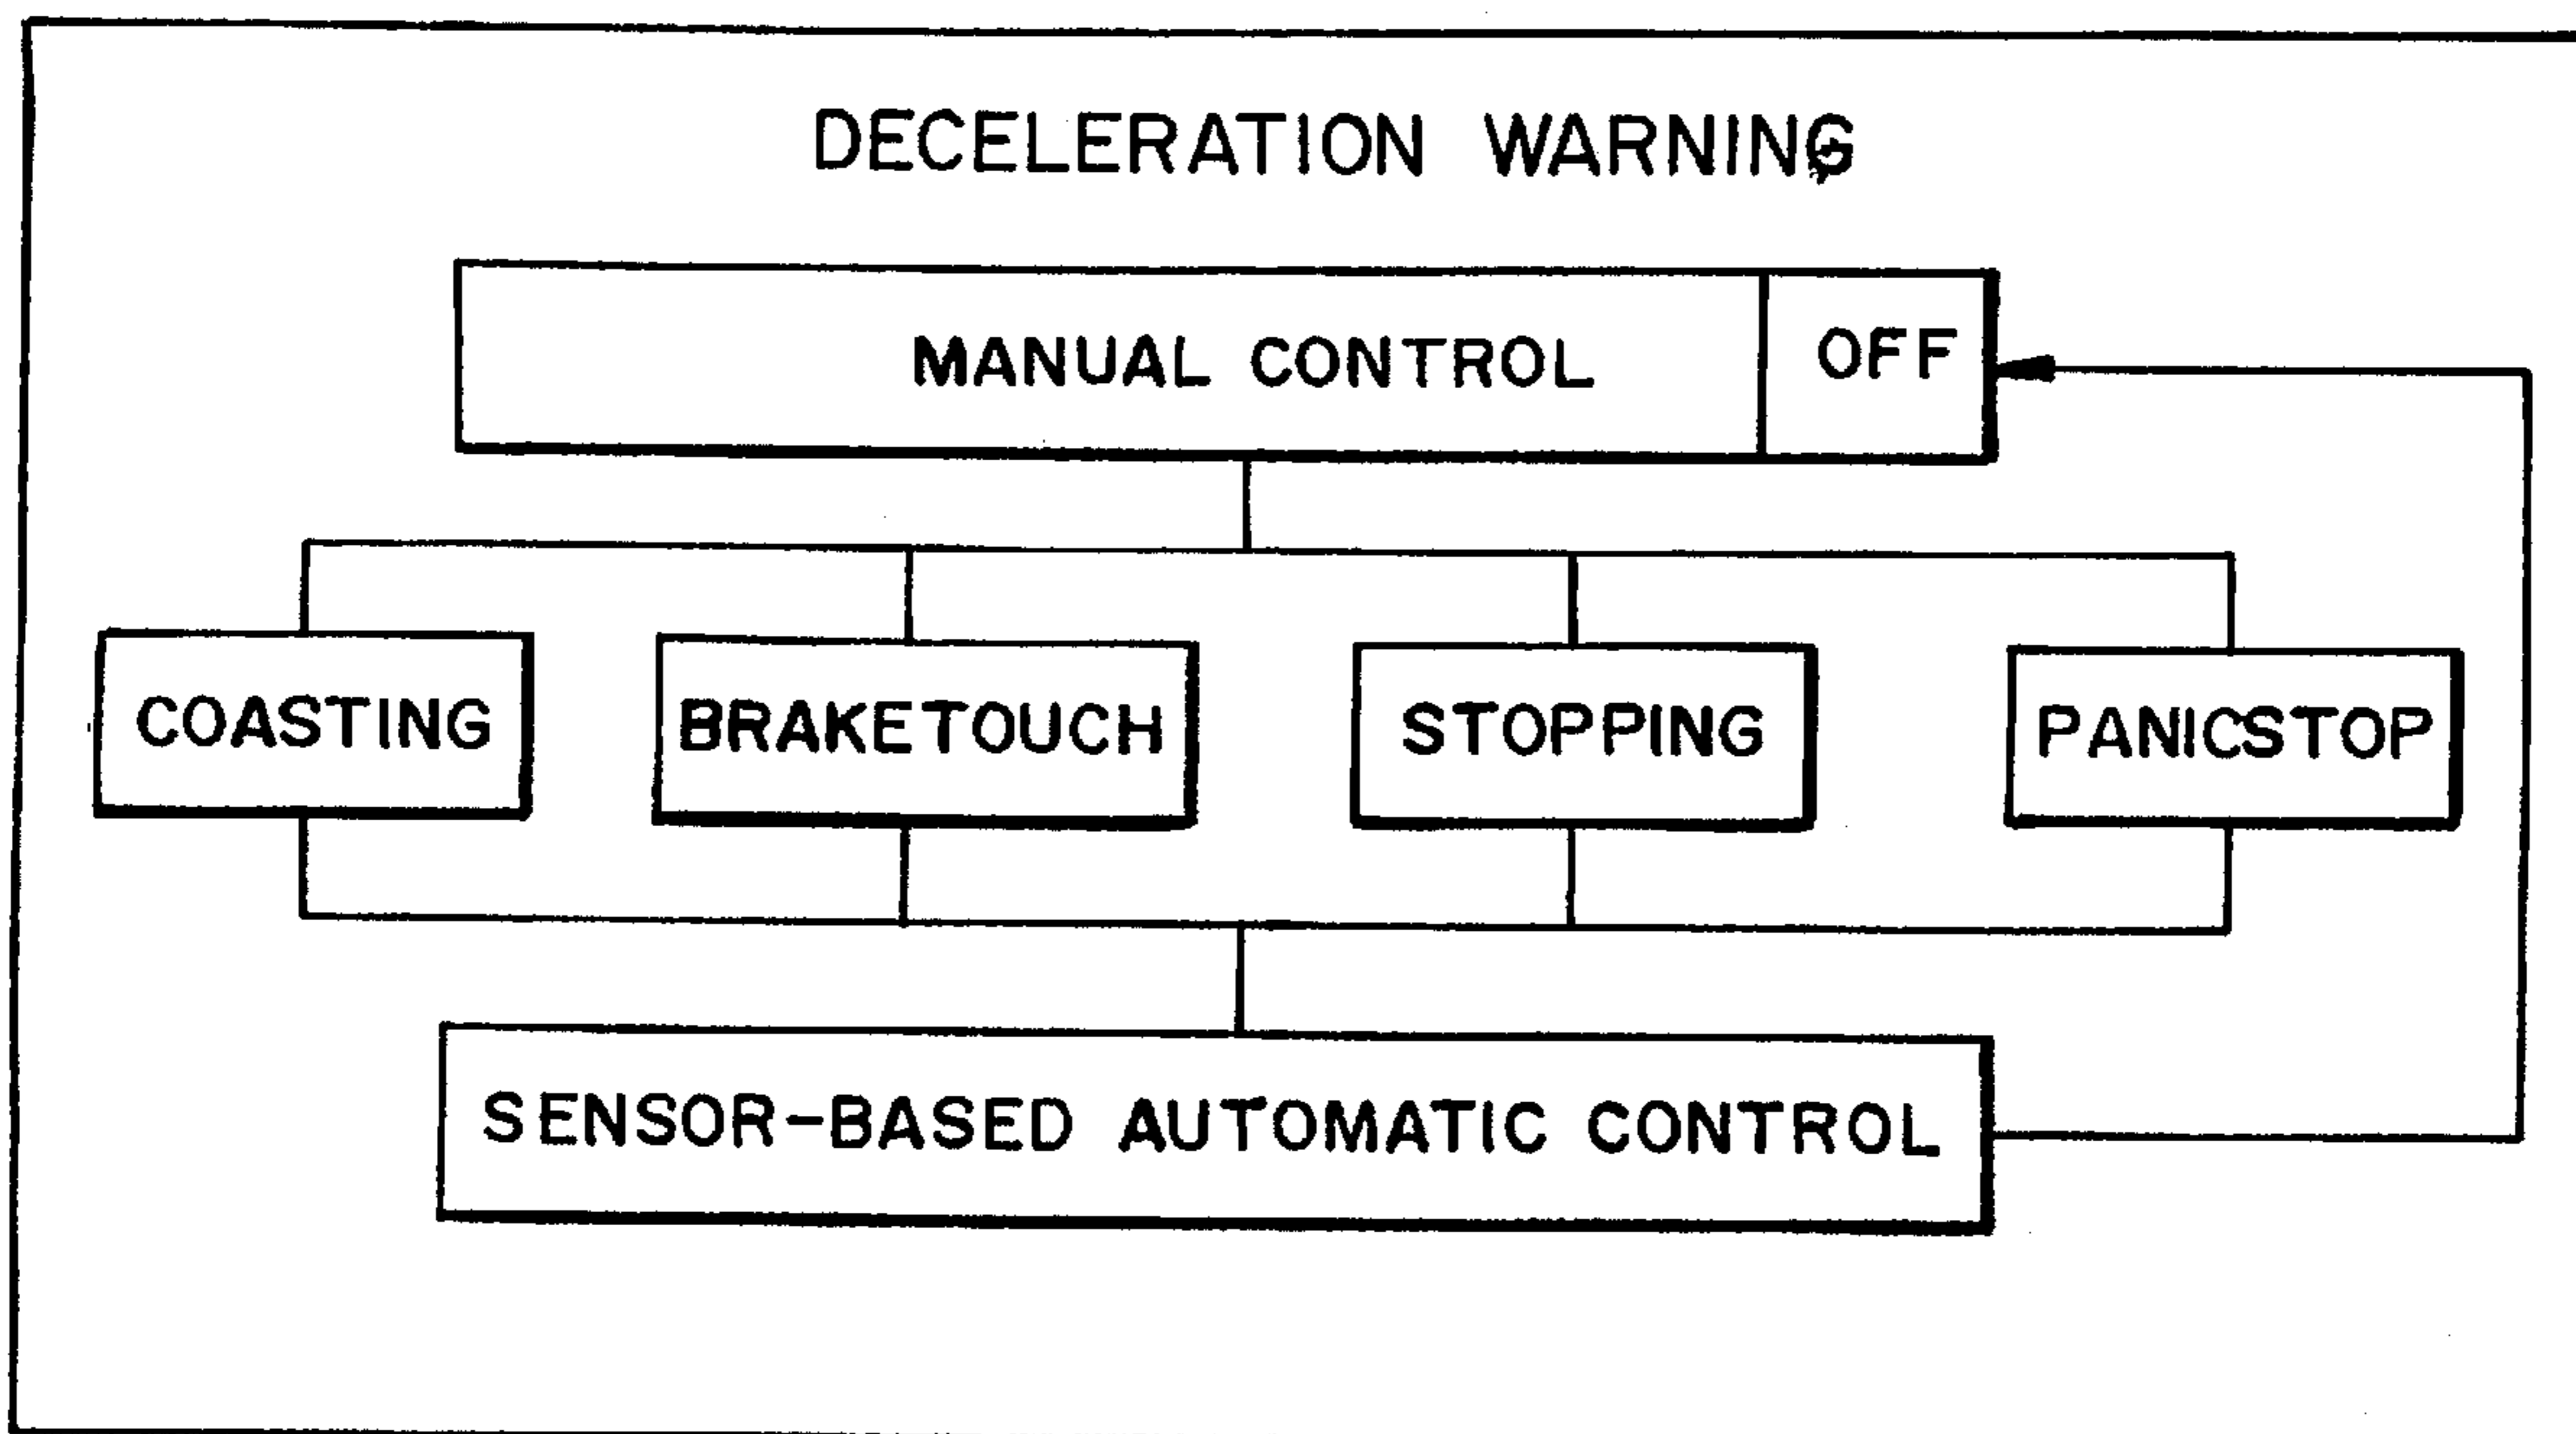 DECELERATION WARNING
MANUAL CONTROL OFF
COASTING BRAKETOUCH STOPPING PANICSTOP
SENSOR-BASED AUTOMATIC CONTROL